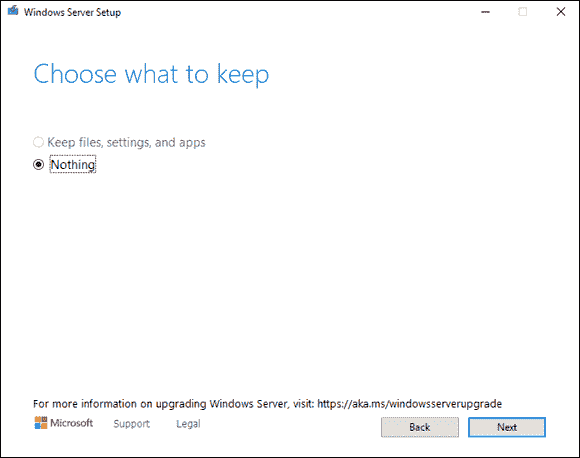 Windows Server Setup
Choose what to keep
Keep files, settings, and apps
Nothing
For more information on upgrading Windows Server, visit: https://aka.ms/windowsserverupgrade
Microsoft Support Legal Back Next